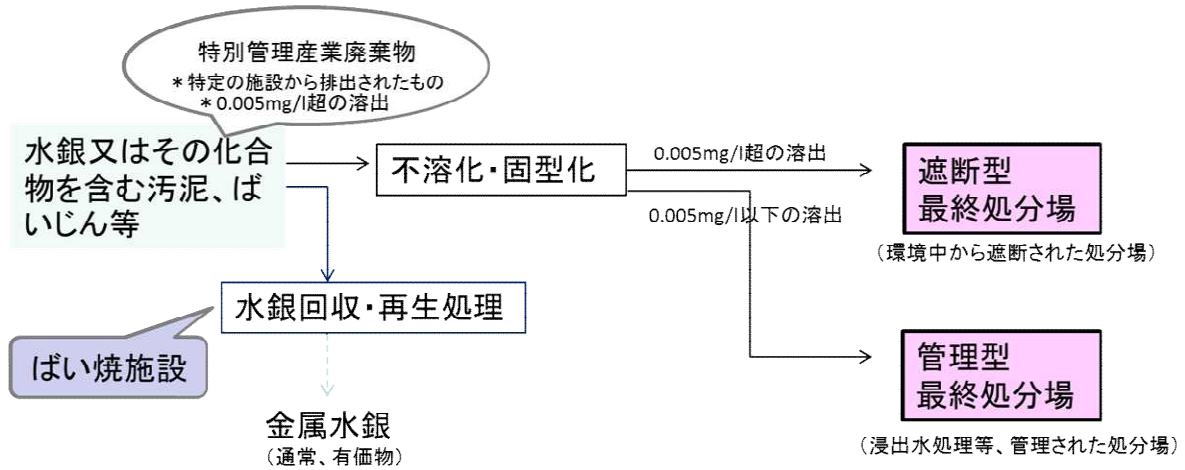 特別管理産業廃棄物
＊特定の施設から排出されたもの
＊0.005mg/l超の溶出
水銀又はその化合
物を含む汚泥、ば
いじん等
不溶化・固型化
0.005mg/l超の溶出
0.005mg/l以下の溶出
遮断型
最終処分場
（環境中から遮断された処分場）
水銀回収・再生処理
ばい焼施設
管理型
最終処分場
（浸出水処理等、管理された処分場）
金属水銀
（通常、有価物）